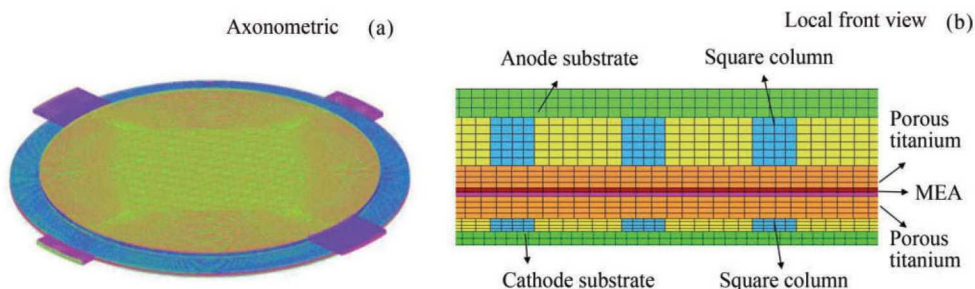 Axonometric (a)
Local front view (b)
Anode substrate
Square column
Porous
titanium
MEA
Porous
titanium
Cathode substrate
Square column